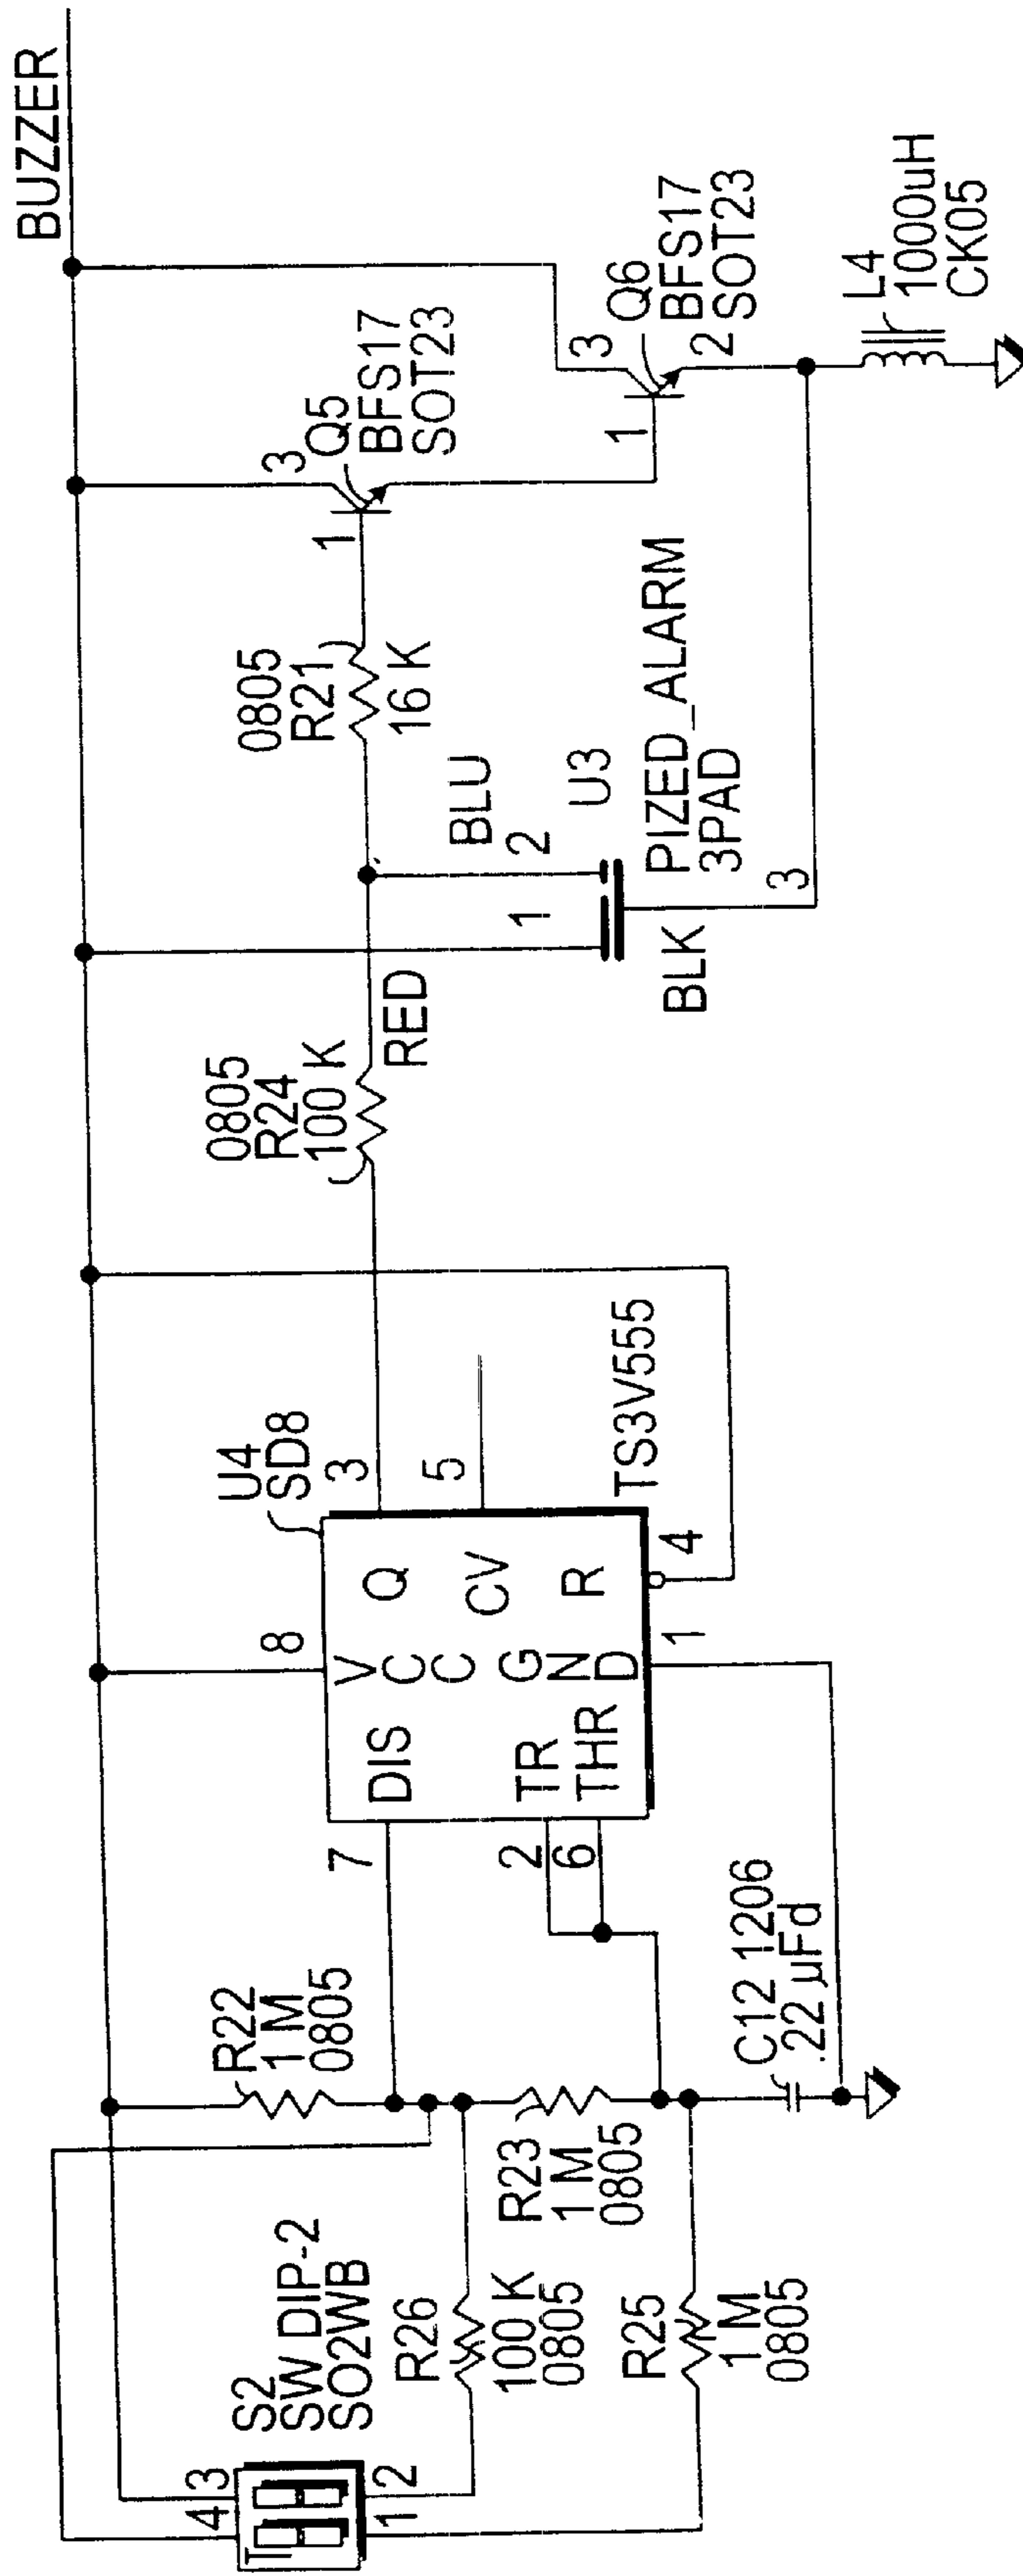 BUZZER
S2
SW DIP-2
SO2WB
4
3
1
2
T
R26
100 K
0805
R25
1 M
0805
R22
1 M
0805
R23
1 M
0805
C12 1206
.22 µFd
7
2
6
8
U4
SD8
3
5
4
1
DIS
TR
THR
VCC
GND
Q
CV
R
TS3V555
0805
R24
100 K
RED
BLU
1
2
U3
PIZED_ALARM
3PAD
BLK
3
0805
R21
16 K
1
3
Q5
BFS17
SOT23
1
3
Q6
BFS17
SOT23
2
L4
1000uH
CK05